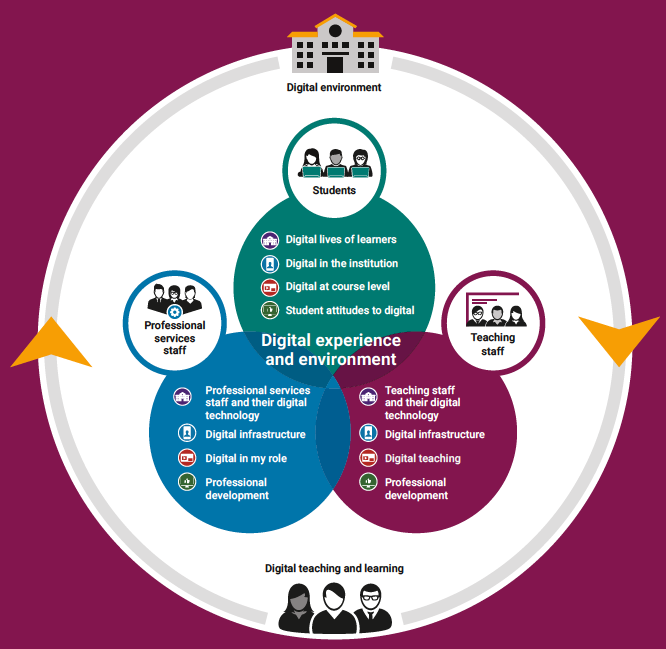 Digital environment
Students
Digital lives of learners
Digital in the institution
Digital at course level
Student attitudes to digital
Professional
services
staff
Teaching
staff
Digital experience
and environment
Professional services
staff and their digital
technology
Digital infrastructure
Digital in my role
Professional
development
Teaching staff
and their digital
technology
Digital infrastructure
Digital teaching
Professional
development
Digital teaching and learning